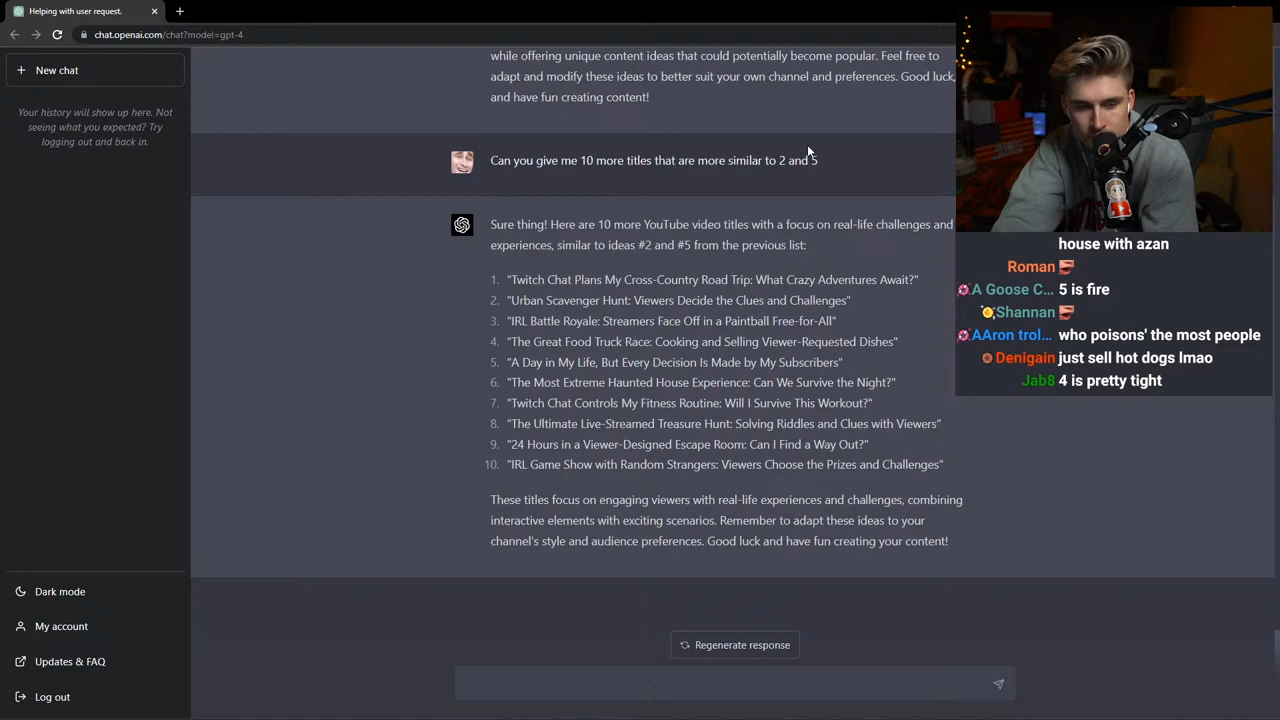 Helping with user request.
chat.openai.com/chat?model=gpt-4
New chat
Your history will show up here. Not
seeing what you expected? Try
logging out and back in.
while offering unique content ideas that could potentially become popular. Feel free to
adapt and modify these ideas to better suit your own channel and preferences. Good luck,
and have fun creating content!
Can you give me 10 more titles that are more similar to 2 and 5
Sure thing! Here are 10 more YouTube video titles with a focus on real-life challenges and
experiences, similar to ideas #2 and #5 from the previous list:
1. "Twitch Chat Plans My Cross-Country Road Trip: What Crazy Adventures Await?"
2. "Urban Scavenger Hunt: Viewers Decide the Clues and Challenges"
3. "IRL Battle Royale: Streamers Face Off in a Paintball Free-for-All"
4. "The Great Food Truck Race: Cooking and Selling Viewer-Requested Dishes"
5. "A Day in My Life, But Every Decision Is Made by My Subscribers"
6. "The Most Extreme Haunted House Experience: Can We Survive the Night?"
7. "Twitch Chat Controls My Fitness Routine: Will I Survive This Workout?"
8. "The Ultimate Live-Streamed Treasure Hunt: Solving Riddles and Clues with Viewers"
9. "24 Hours in a Viewer-Designed Escape Room: Can I Find a Way Out?"
10. "IRL Game Show with Random Strangers: Viewers Choose the Prizes and Challenges"
These titles focus on engaging viewers with real-life experiences and challenges, combining
interactive elements with exciting scenarios. Remember to adapt these ideas to your
channel's style and audience preferences. Good luck and have fun creating your content!
Regenerate response
Dark mode
My account
Updates & FAQ
Log out
house with azan
Roman
A Goose C... 5 is fire
Shannan
AAron trol... who poisons' the most people
Denigain just sell hot dogs lmao
Jab8 4 is pretty tight